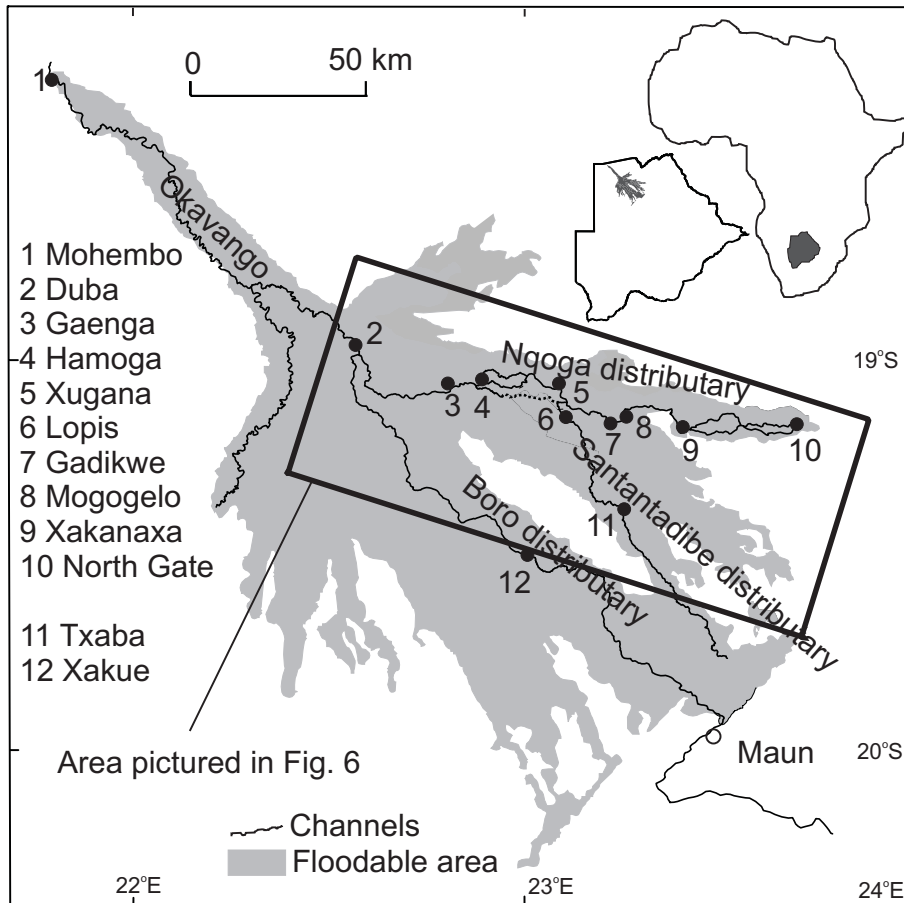 0 50 km
1
Okavango
1 Mohembo
2 Duba
3 Gaenga
4 Hamoga
5 Xugana
6 Lopis
7 Gadikwe
8 Mogogelo
9 Xakanaxa
10 North Gate
11 Txaba
12 Xakue
2
19°S
Nqoga distributary
3
4
5
6
7
8
9
10
Santantadibe distributary
Boro distributary
11
12
Area pictured in Fig. 6
Maun
20°S
Channels
Floodable area
22°E
23°E
24°E